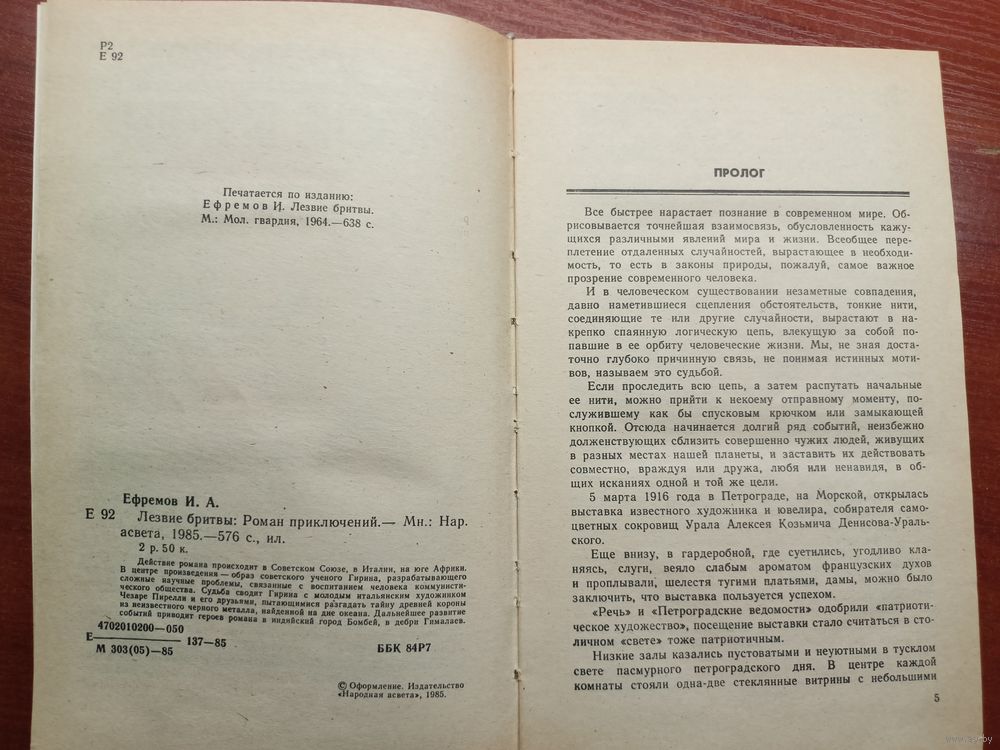 Р2
Е 92
Печатается по изданию:
Ефремов И. Лезвие бритвы.
М.: Мол. гвардия, 1964.—638 с.
Ефремов И. А.
Е 92 Лезвие бритвы: Роман приключений.— Мн.: Нар.
асвета, 1985.—576 с., ил.
2 р. 50 к.
Действие романа происходит в Советском Союзе, в Италии, на юге Африки.
В центре произведения — образ советского ученого Гирина, разрабатывающего
сложные научные проблемы, связанные с воспитанием человека коммунисти-
ческого общества. Судьба сводит Гирина с молодым итальянским художником
Чезаре Пирелли и его друзьями, пытающимися разгадать тайну древней короны
из неизвестного черного металла, найденной на дне океана. Дальнейшее развитие
событий приводит героев романа в индийский город Бомбей, в дебри Гималаев.
4702010200—050
Е 137—85
М 303(05)—85
ББК 84Р7
© Оформление. Издательство
«Народная асвета», 1985.
ПРОЛОГ
Все быстрее нарастает познание в современном мире. Об-
рисовывается точнейшая взаимосвязь, обусловленность кажу-
щихся различными явлений мира и жизни. Всеобщее пере-
плетение отдаленных случайностей, вырастающее в необходи-
мость, то есть в законы природы, пожалуй, самое важное
прозрение современного человека.
И в человеческом существовании незаметные совпадения,
давно наметившиеся сцепления обстоятельств, тонкие нити,
соединяющие те или другие случайности, вырастают в на-
крепко спаянную логическую цепь, влекущую за собой по-
павшие в ее орбиту человеческие жизни. Мы, не зная доста-
точно глубоко причинную связь, не понимая истинных моти-
вов, называем это судьбой.
Если проследить всю цепь, а затем распутать начальные
ее нити, можно прийти к некоему отправному моменту, по-
служившему как бы спусковым крючком или замыкающей
кнопкой. Отсюда начинается долгий ряд событий, неизбежно
долженствующих сблизить совершенно чужих людей, живущих
в разных местах нашей планеты, и заставить их действовать
совместно, враждуя или дружа, любя или ненавидя, в об-
щих исканиях одной и той же цели.
5 марта 1916 года в Петрограде, на Морской, открылась
выставка известного художника и ювелира, собирателя само-
цветных сокровищ Урала Алексея Козьмича Денисова-Ураль-
ского.
Еще внизу, в гардеробной, где суетились, угодливо кла-
няясь, слуги, веяло слабым ароматом французских духов
и проплывали, шелестя тугими платьями, дамы, можно было
заключить, что выставка пользуется успехом.
«Речь» и «Петроградские ведомости» одобрили «патриоти-
ческое художество», посещение выставки стало считаться в сто-
личном «свете» тоже патриотичным.
Низкие залы казались пустоватыми и неуютными в тусклом
свете пасмурного петроградского дня. В центре каждой
комнаты стояли одна-две стеклянные витрины с небольшими
5